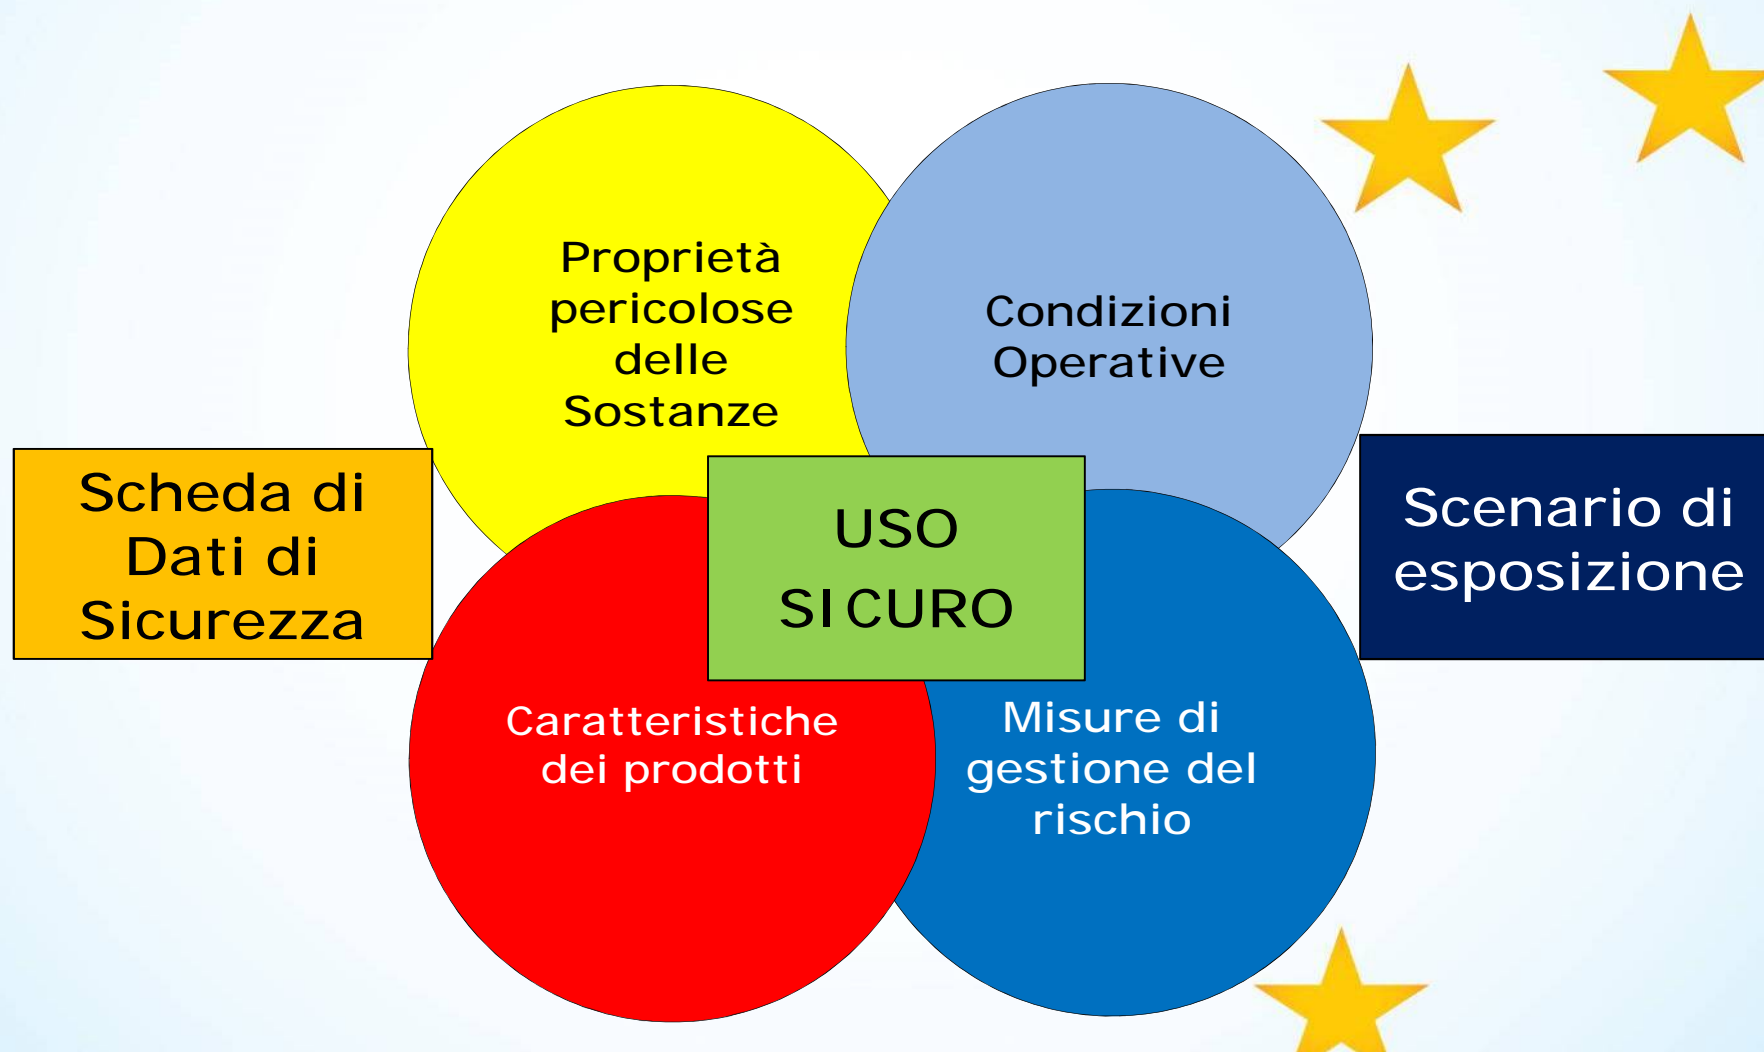 Proprietà
pericolose
delle
Sostanze
Condizioni
Operative
Scheda di
Dati di
Sicurezza
USO
SICURO
Scenario di
esposizione
Caratteristiche
dei prodotti
Misure di
gestione del
rischio